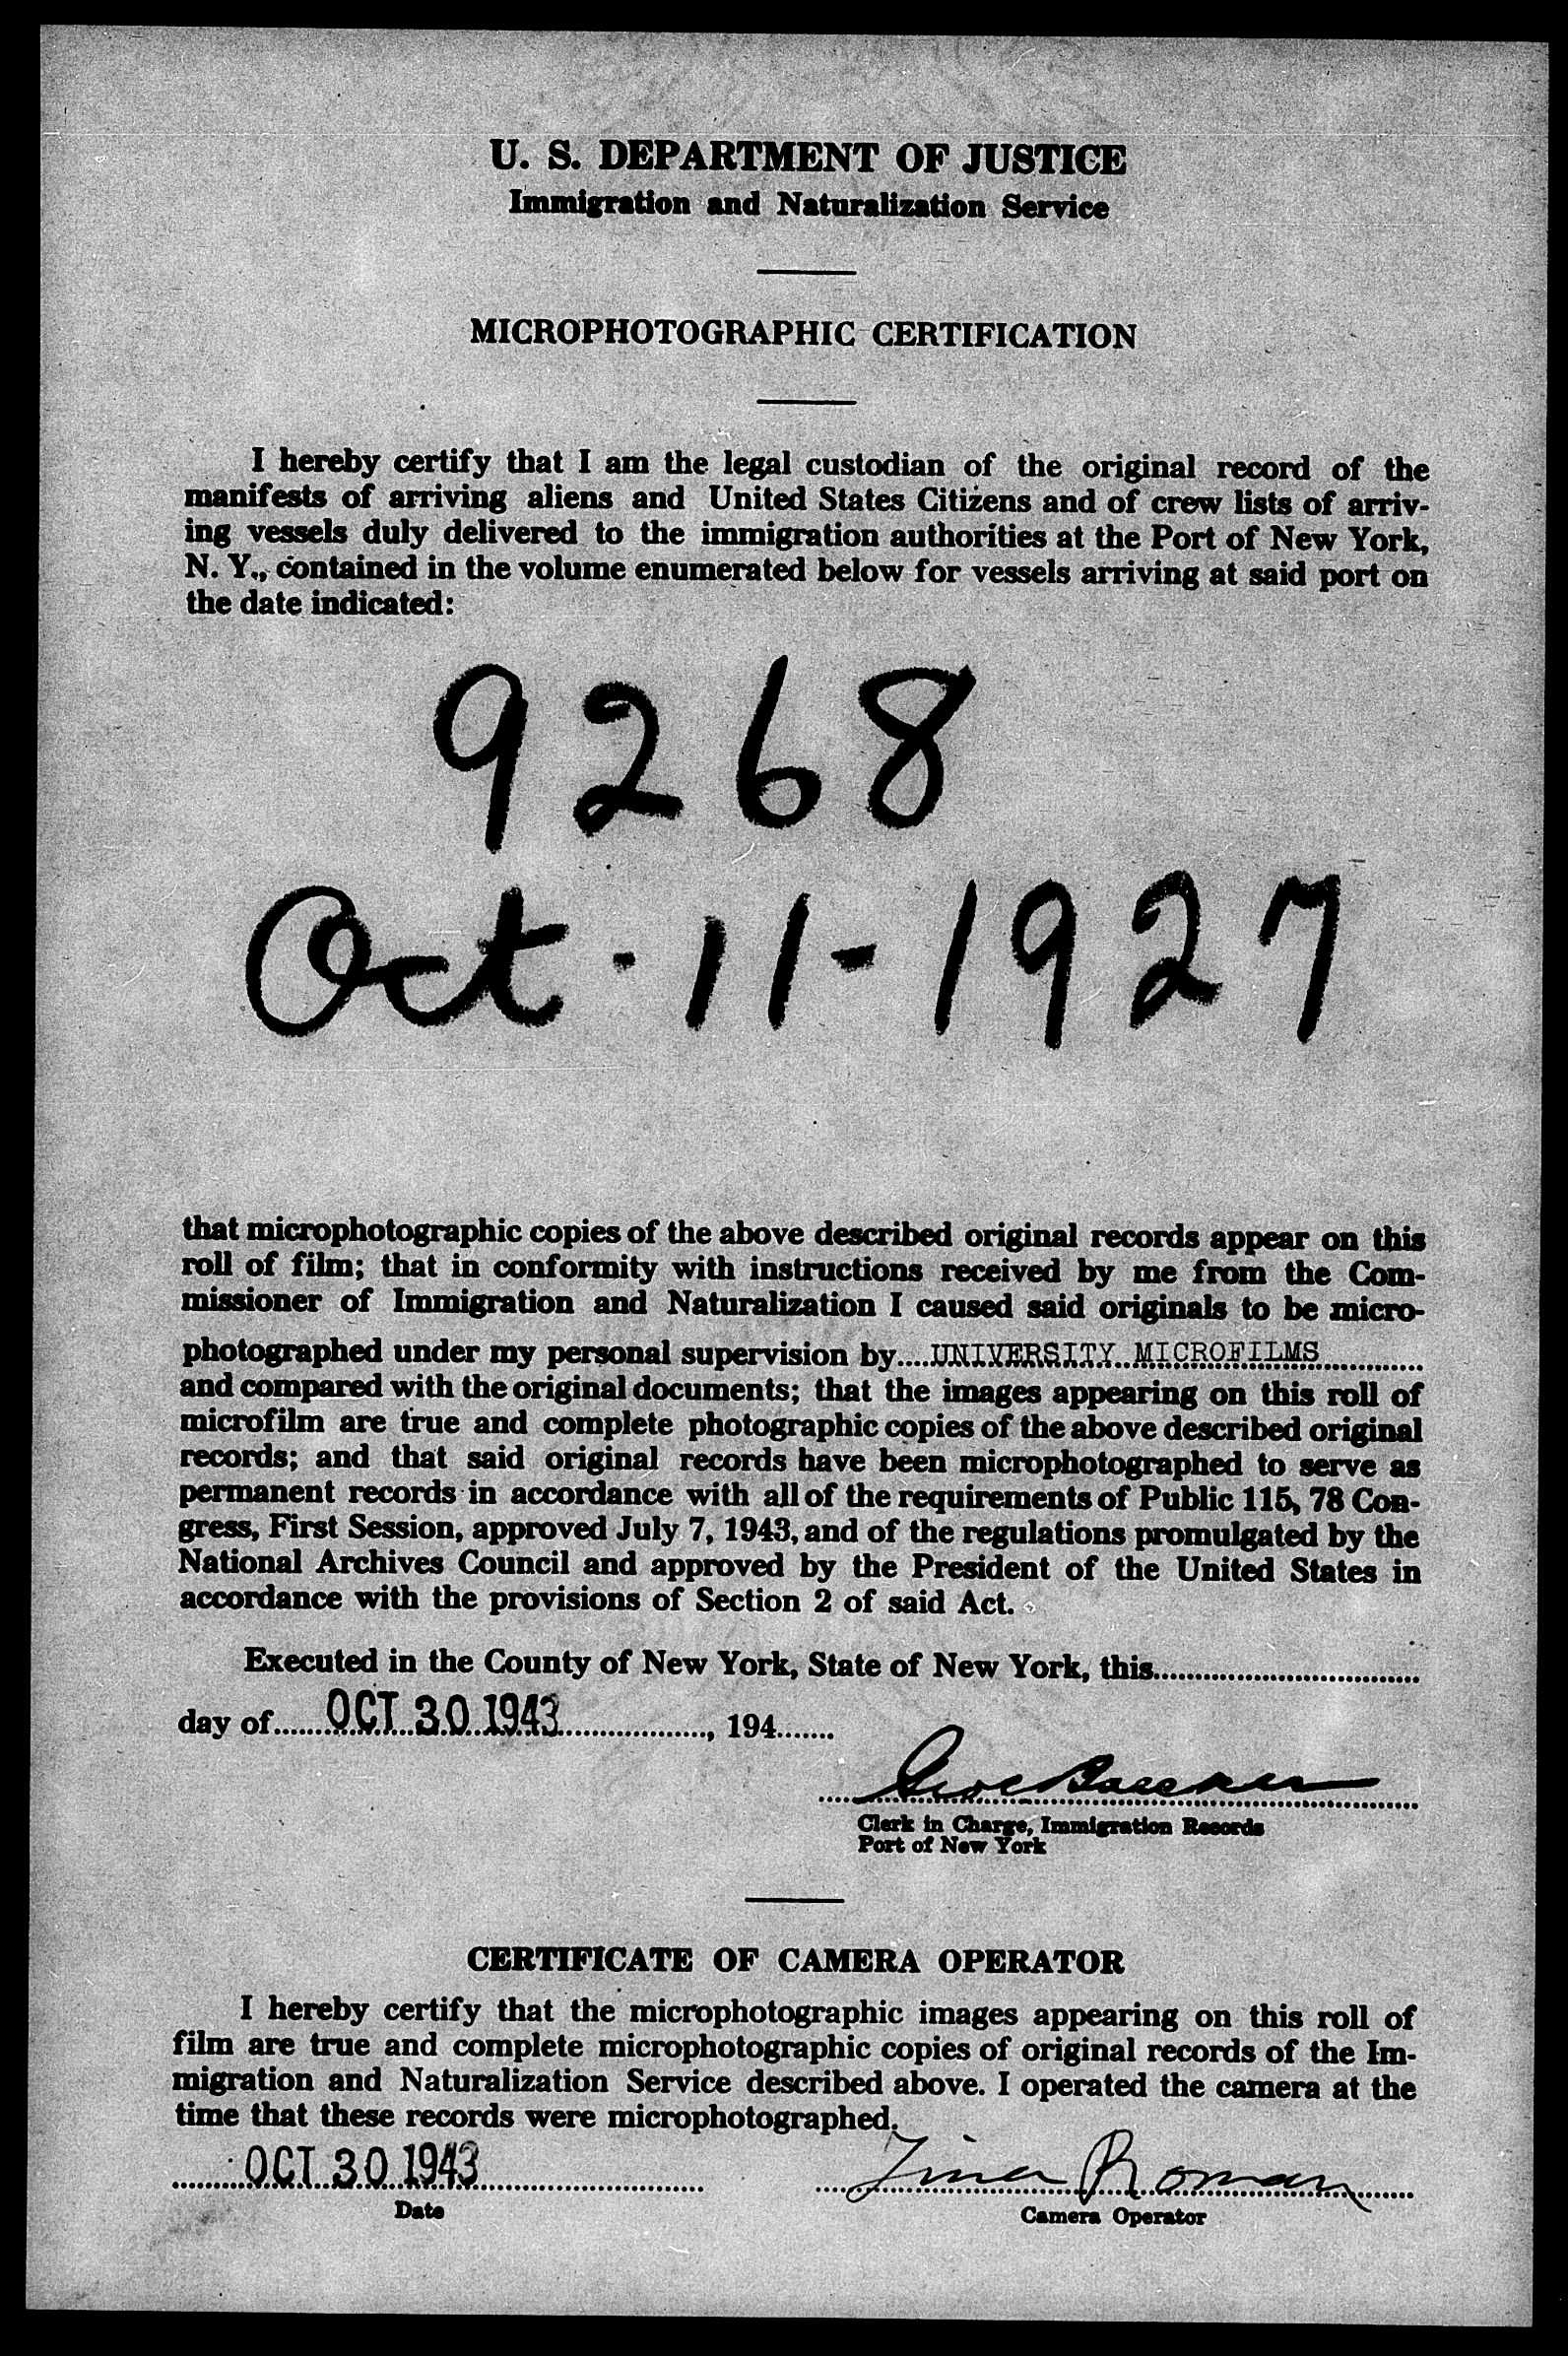 U. S. DEPARTMENT OF JUSTICE
Immigration and Naturalization Service
MICROPHOTOGRAPHIC CERTIFICATION
I hereby certify that I am the legal custodian of the original record of the
manifests of arriving aliens and United States Citizens and of crew lists of arriv-
ing vessels duly delivered to the immigration authorities at the Port of New York,
N. Y., contained in the volume enumerated below for vessels arriving at said port on
the date indicated:
9268
Oct - 11 - 1927
that microphotographic copies of the above described original records appear on this
roll of film; that in conformity with instructions received by me from the Com-
missioner of Immigration and Naturalization I caused said originals to be micro-
photographed under my personal supervision by....UNIVERSITY MICROFILMS............
and compared with the original documents; that the images appearing on this roll of
microfilm are true and complete photographic copies of the above described original
records; and that said original records have been microphotographed to serve as
permanent records in accordance with all of the requirements of Public 115, 78 Con-
gress, First Session, approved July 7, 1943, and of the regulations promulgated by the
National Archives Council and approved by the President of the United States in
accordance with the provisions of Section 2 of said Act.
Executed in the County of New York, State of New York, this................................
day of......OCT 30 1943.................., 194.......
Clerk in Charge, Immigration Records
Port of New York
CERTIFICATE OF CAMERA OPERATOR
I hereby certify that the microphotographic images appearing on this roll of
film are true and complete microphotographic copies of original records of the Im-
migration and Naturalization Service described above. I operated the camera at the
time that these records were microphotographed.
OCT 30 1943 Roman
Date Camera Operator